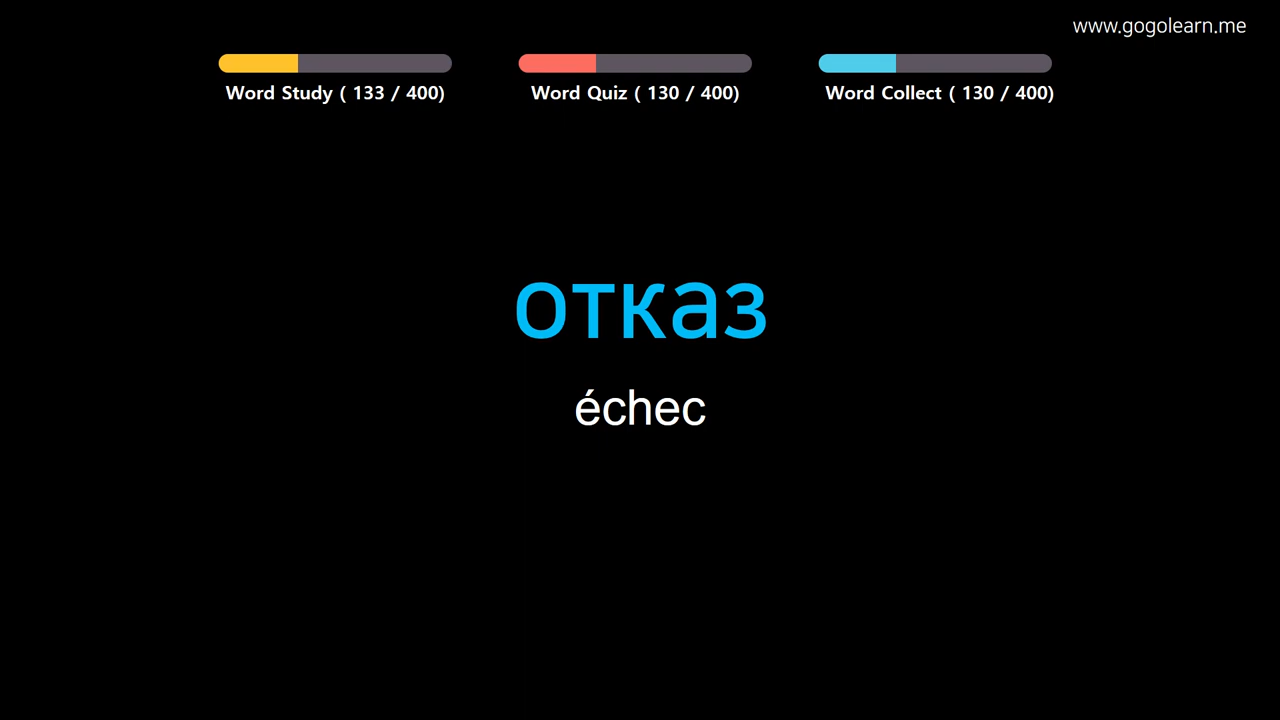 www.gogolearn.me
Word Study ( 133 / 400)
Word Quiz ( 130 / 400)
Word Collect ( 130 / 400)
отказ
échec